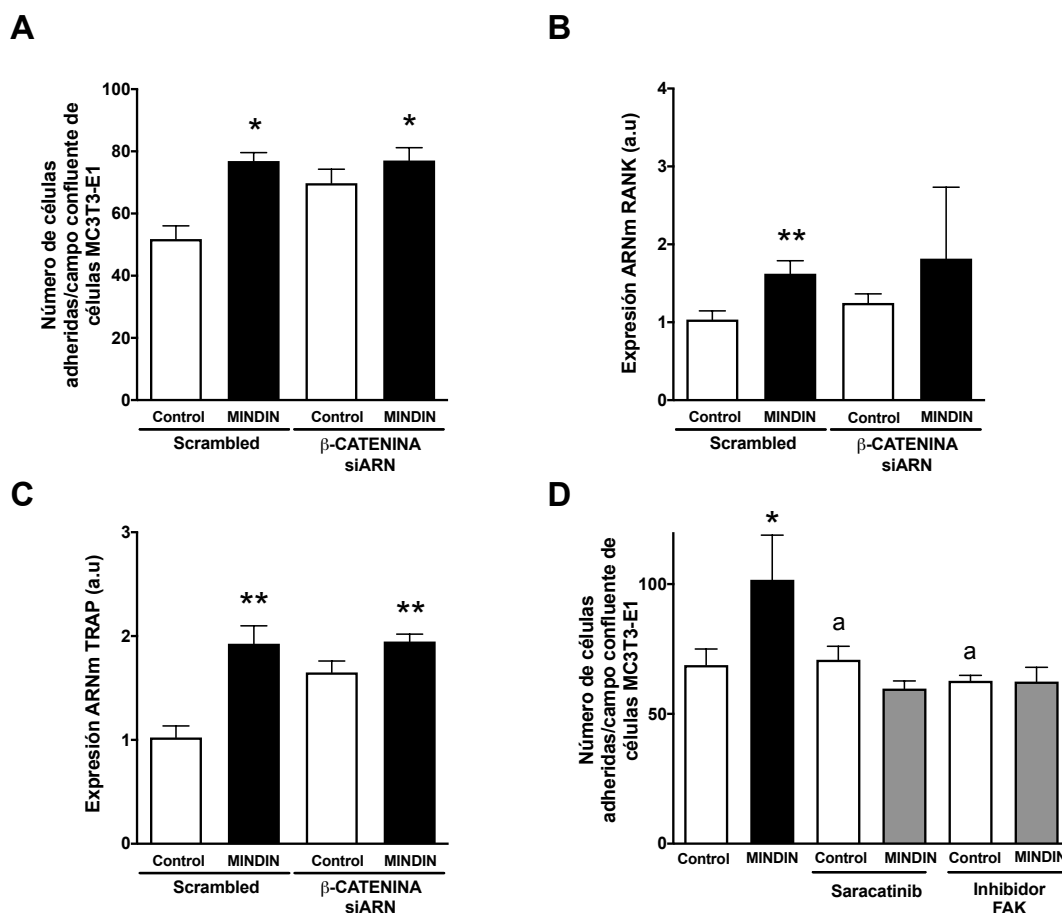 A
Número de células
adheridas/campo confluente de
células MC3T3-E1
100
80
60
40
20
0
*
*
Control
MINDIN
Control
MINDIN
Scrambled
β-CATENINA
siARN
B
Expresión ARNm RANK (a.u)
4
3
2
1
0
**
Control
MINDIN
Control
MINDIN
Scrambled
β-CATENINA
siARN
C
Expresión ARNm TRAP (a.u)
3
2
1
0
**
**
Control
MINDIN
Control
MINDIN
Scrambled
β-CATENINA
siARN
D
Número de células
adheridas/campo confluente de
células MC3T3-E1
100
50
0
*
a
a
Control
MINDIN
Control
MINDIN
Control
MINDIN
Saracatinib
Inhibidor
FAK